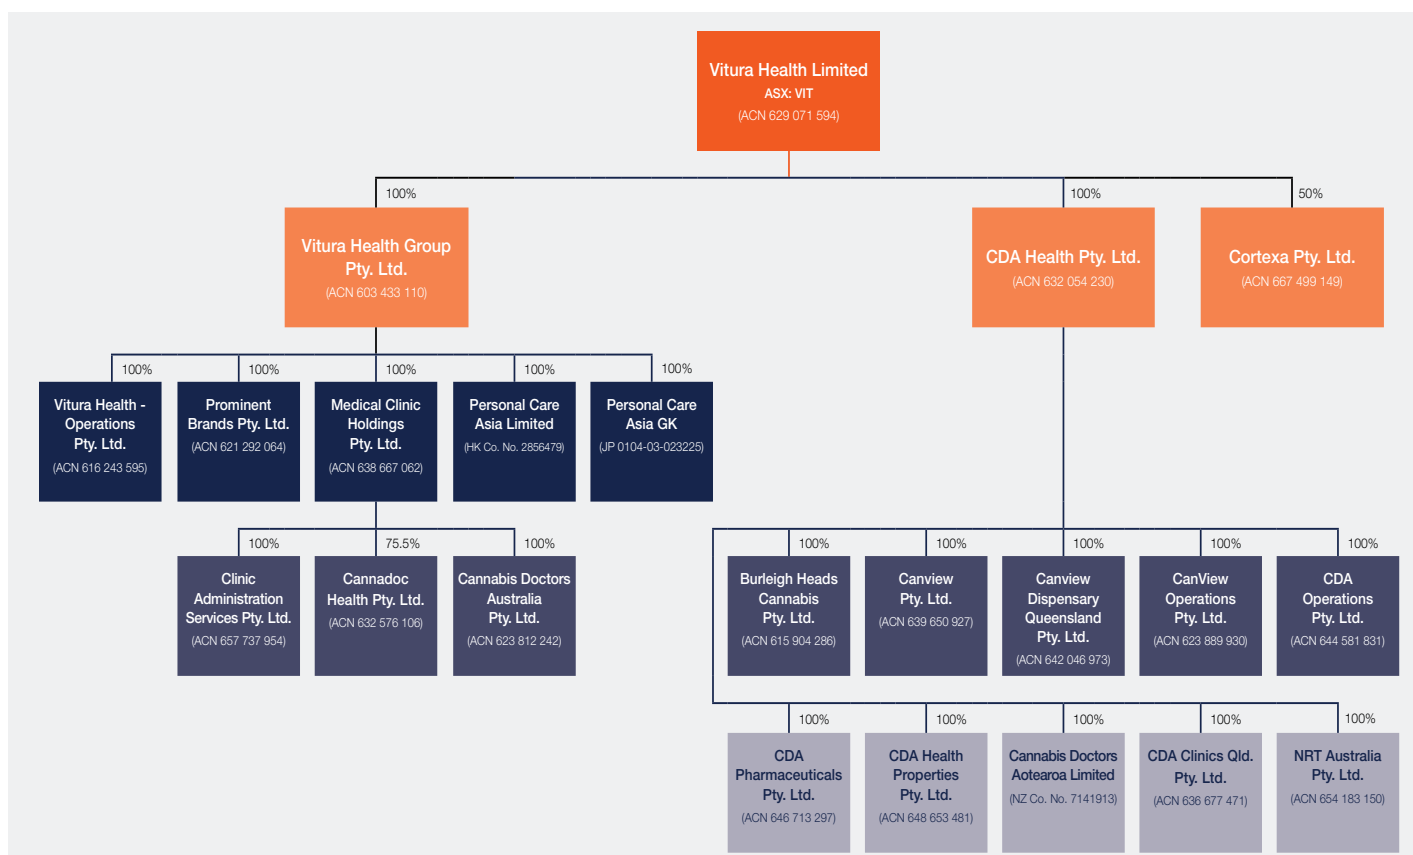 Vitura Health Limited
ASX: VIT
(ACN 629 071 594)
100%
100%
50%
Vitura Health Group
Pty. Ltd.
(ACN 603 433 110)
CDA Health Pty. Ltd.
(ACN 632 054 230)
Cortexa Pty. Ltd.
(ACN 667 499 149)
100%
100%
100%
100%
100%
Vitura Health -
Operations
Pty. Ltd.
(ACN 616 243 595)
Prominent
Brands Pty. Ltd.
(ACN 621 292 064)
Medical Clinic
Holdings
Pty. Ltd.
(ACN 638 667 062)
Personal Care
Asia Limited
(HK Co. No. 2856479)
Personal Care
Asia GK
(JP 0104-03-023225)
100%
75.5%
100%
Clinic
Administration
Services Pty. Ltd.
(ACN 657 737 954)
Cannadoc
Health Pty. Ltd.
(ACN 632 576 106)
Cannabis Doctors
Australia
Pty. Ltd.
(ACN 623 812 242)
100%
100%
100%
100%
100%
Burleigh Heads
Cannabis
Pty. Ltd.
(ACN 615 904 286)
Canview
Pty. Ltd.
(ACN 639 650 927)
Canview
Dispensary
Queensland
Pty. Ltd.
(ACN 642 046 973)
CanView
Operations
Pty. Ltd.
(ACN 623 889 930)
CDA
Operations
Pty. Ltd.
(ACN 644 581 831)
100%
100%
100%
100%
100%
CDA
Pharmaceuticals
Pty. Ltd.
(ACN 646 713 297)
CDA Health
Properties
Pty. Ltd.
(ACN 648 653 481)
Cannabis Doctors
Aotearoa Limited
(NZ Co. No. 7141913)
CDA Clinics Qld.
Pty. Ltd.
(ACN 636 677 471)
NRT Australia
Pty. Ltd.
(ACN 654 183 150)